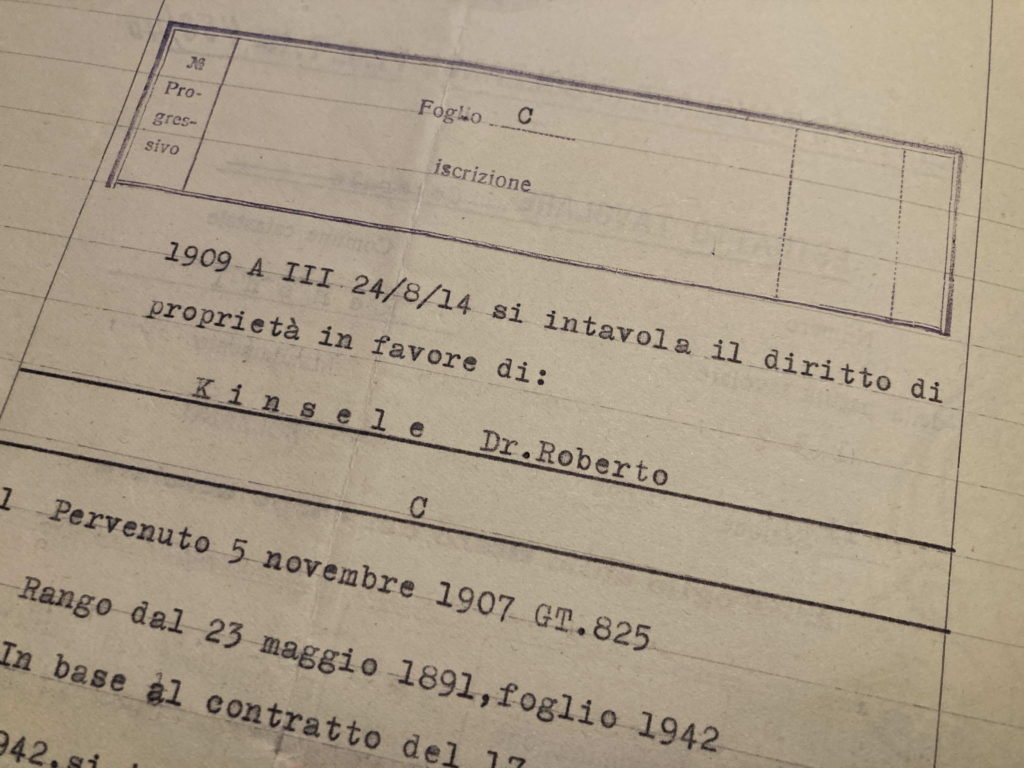 №
Pro-
gres-
sivo
Foglio C
iscrizione
1909 A III 24/8/14 si intavola il diritto di
proprietà in favore di:
K i n s e l e Dr.Roberto
C
1 Pervenuto 5 novembre 1907 GT.825
Rango dal 23 maggio 1891,foglio 1942
In base al contratto del 17
942.si